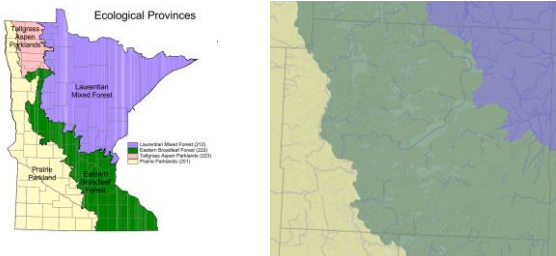 Ecological Provinces
Tallgrass
Aspen
Parklands
Laurentian
Mixed Forest
Laurentian Mixed Forest (212)
Eastern Broadleaf Forest (222)
Tallgrass Aspen Parklands (223)
Prairie Parklands (251)
Prairie
Parkland
Eastern
Broadleaf
Forest